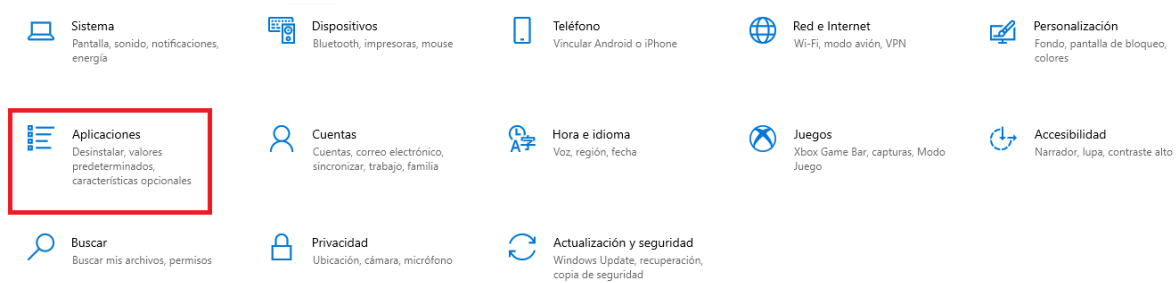 Sistema
Pantalla, sonido, notificaciones,
energía
Dispositivos
Bluetooth, impresoras, mouse
Teléfono
Vincular Android o iPhone
Red e Internet
Wi-Fi, modo avión, VPN
Personalización
Fondo, pantalla de bloqueo,
colores
Aplicaciones
Desinstalar, valores
predeterminados,
características opcionales
Cuentas
Cuentas, correo electrónico,
sincronizar, trabajo, familia
Hora e idioma
Voz, región, fecha
Juegos
Xbox Game Bar, capturas, Modo
Juego
Accesibilidad
Narrador, lupa, contraste alto
Buscar
Buscar mis archivos, permisos
Privacidad
Ubicación, cámara, micrófono
Actualización y seguridad
Windows Update, recuperación,
copia de seguridad